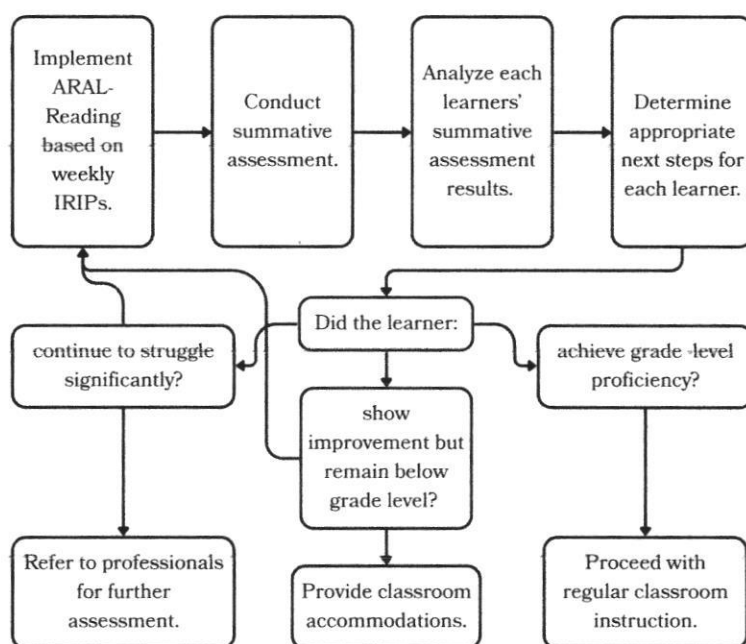 Implement
ARAL-
Reading
based on
weekly
IRIPs.
Conduct
summative
assessment.
Analyze each
learners'
summative
assessment
results.
Determine
appropriate
next steps for
each learner.
Did the learner:
continue to struggle
significantly?
show
improvement but
remain below
grade level?
achieve grade-level
proficiency?
Refer to professionals
for further
assessment.
Provide classroom
accommodations.
Proceed with
regular classroom
instruction.